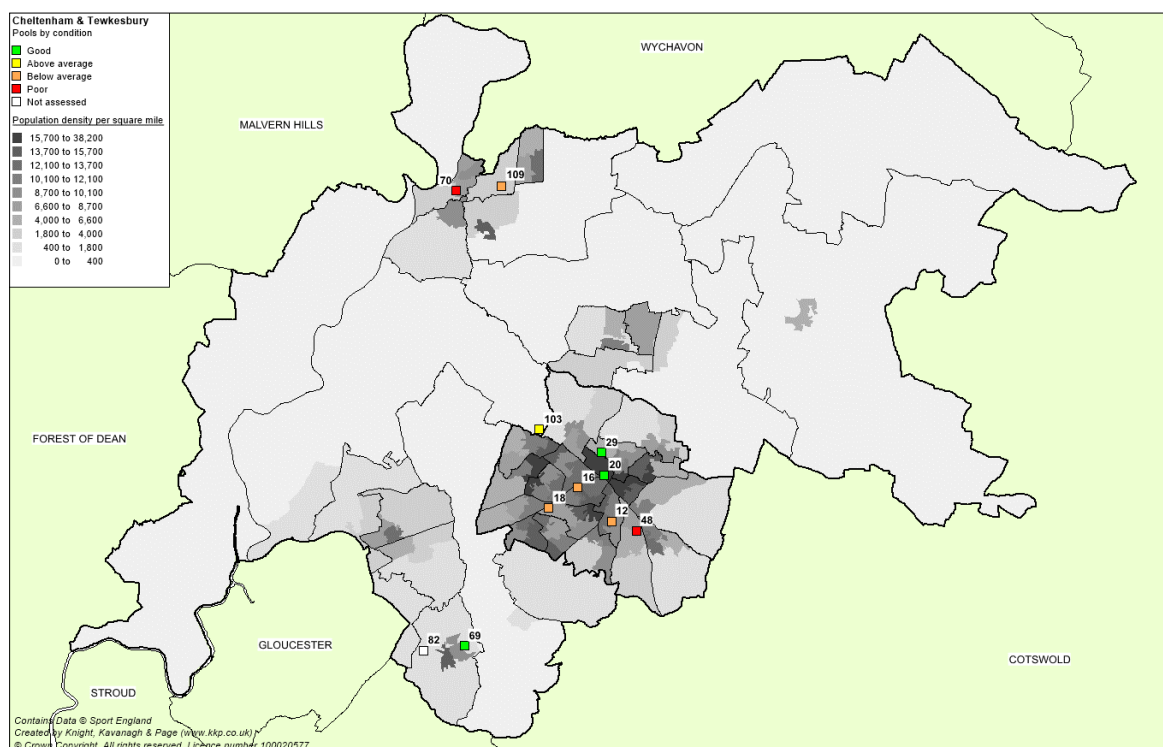 Cheltenham & Tewkesbury
Pools by condition
Good
Above average
Below average
Poor
Not assessed
Population density per square mile
15,700 to 38,200
13,700 to 15,700
12,100 to 13,700
10,100 to 12,100
8,700 to 10,100
6,600 to 8,700
4,000 to 6,600
1,800 to 4,000
400 to 1,800
0 to 400
WYCHAVON
MALVERN HILLS
70
109
103
FOREST OF DEAN
29
20
16
18
12
48
82
69
GLOUCESTER
COTSWOLD
STROUD
Contains Data © Sport England
Created by Knight, Kavanagh & Page (www.kkp.co.uk)
© Crown Copyright. All rights reserved. Licence number 100020577